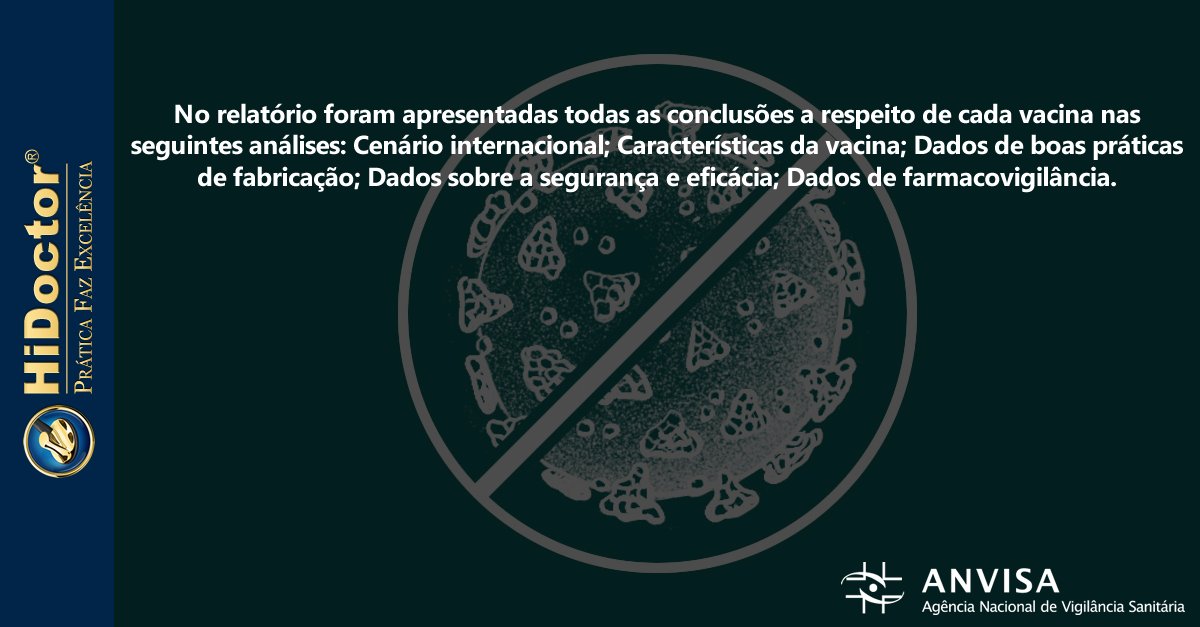 No relatório foram apresentadas todas as conclusões a respeito de cada vacina nas
seguintes análises: Cenário internacional; Características da vacina; Dados de boas práticas
de fabricação; Dados sobre a segurança e eficácia; Dados de farmacovigilância.
HiDoctor®
PRÁTICA FAZ EXCELÊNCIA
ANVISA
Agência Nacional de Vigilância Sanitária